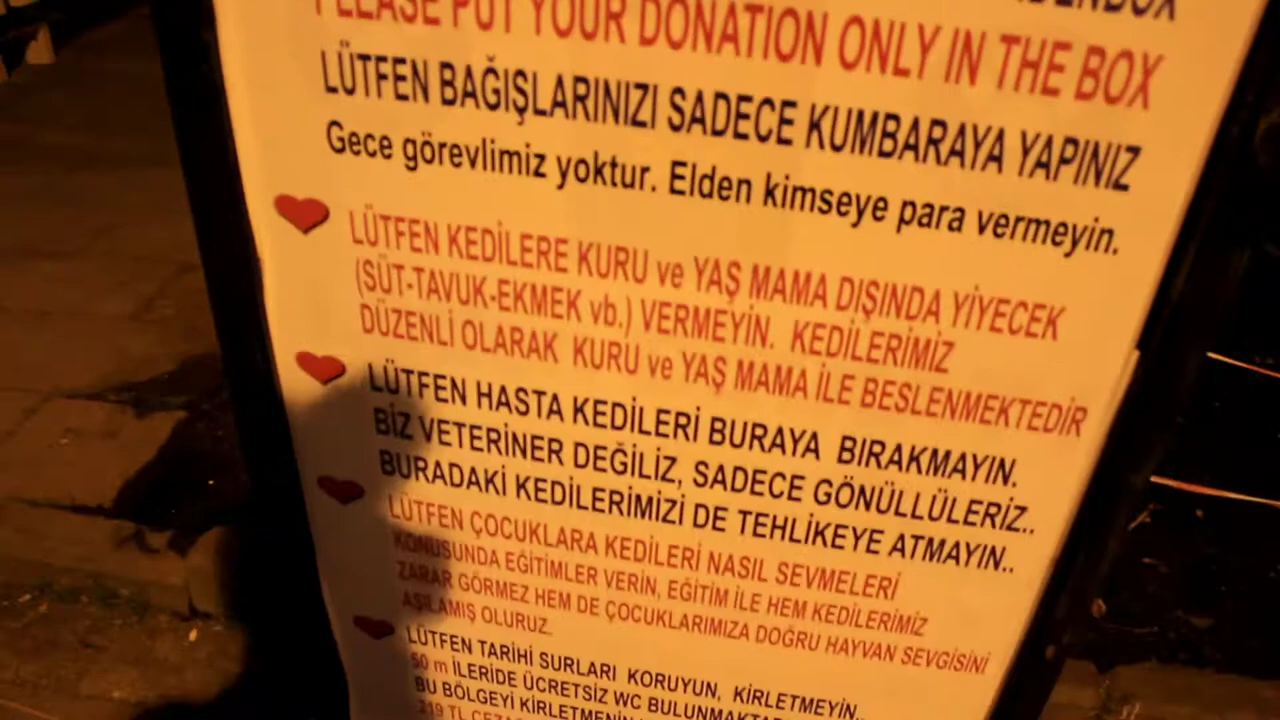 PLEASE PUT YOUR DONATION ONLY IN THE BOX
LÜTFEN BAĞIŞLARINIZI SADECE KUMBARAYA YAPINIZ
Gece görevlimiz yoktur. Elden kimseye para vermeyin.
LÜTFEN KEDİLERE KURU ve YAŞ MAMA DIŞINDA YİYECEK
(SÜT-TAVUK-EKMEK vb.) VERMEYİN. KEDİLERİMİZ
DÜZENLİ OLARAK KURU ve YAŞ MAMA İLE BESLENMEKTEDİR
LÜTFEN HASTA KEDİLERİ BURAYA BIRAKMAYIN.
BİZ VETERİNER DEĞİLİZ, SADECE GÖNÜLLÜLERİZ..
BURADAKİ KEDİLERİMİZİ DE TEHLİKEYE ATMAYIN..
LÜTFEN ÇOCUKLARA KEDİLERİ NASIL SEVMELERİ
KONUSUNDA EĞİTİMLER VERİN, EĞİTİM İLE HEM KEDİLERİMİZ
ZARAR GÖRMEZ HEM DE ÇOCUKLARIMIZA DOĞRU HAYVAN SEVGİSİNİ
AŞILAMIŞ OLURUZ.
LÜTFEN TARİHİ SURLARI KORUYUN, KİRLETMEYİN..
50 m İLERİDE ÜCRETSİZ WC
BU BÖLGEYİ
219 TL